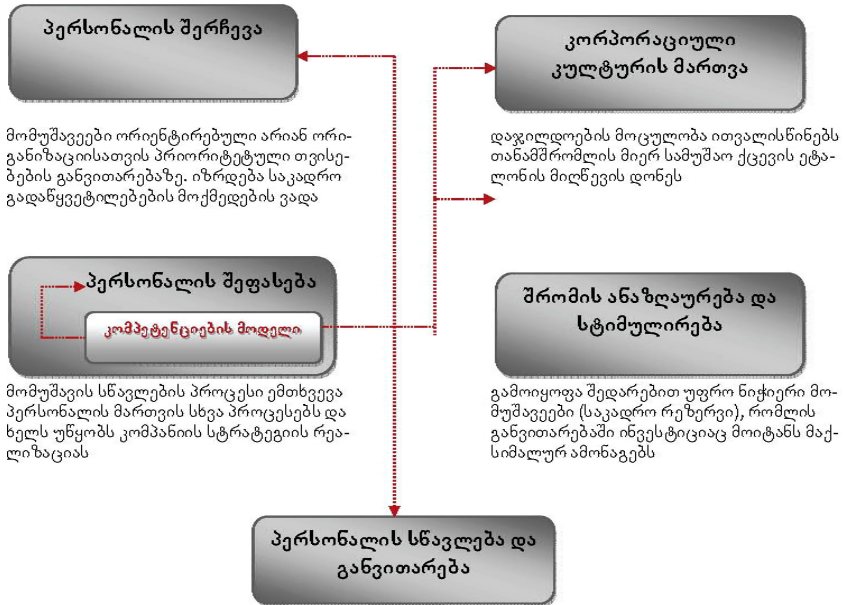 პერსონალის შერჩევა
კორპორაციული
კულტურის მართვა
მომუშავეები ორიენტირებული არიან ორი-
განიზაციისათვის პრიორიტეტული თვისე-
ბების განვითარებაზე. იზრდება საკადრო
გადაწყვეტილებების მოქმედების ვადა
დაჯილდოების მოცულობა ითვალისწინებს
თანამშრომლის მიერ სამუშაო ქცევის ეტა-
ლონის მიღწევის დონეს
პერსონალის შეფასება
კომპეტენციების მოდელი
შრომის ანაზღაურება და
სტიმულირება
მომუშავის სწავლების პროცესი ემთხვევა
პერსონალის მართვის სხვა პროცესებს და
ხელს უწყობს კომპანიის სტრატეგიის რეა-
ლიზაციას
გამოიყოფა შედარებით უფრო ნიჭიერი მო-
მუშავეები (საკადრო რეზერვი), რომლის
განვითარებაში ინვესტიციაც მოიტანს მაქ-
სიმალურ ამონაგებს
პერსონალის სწავლება და
განვითარება